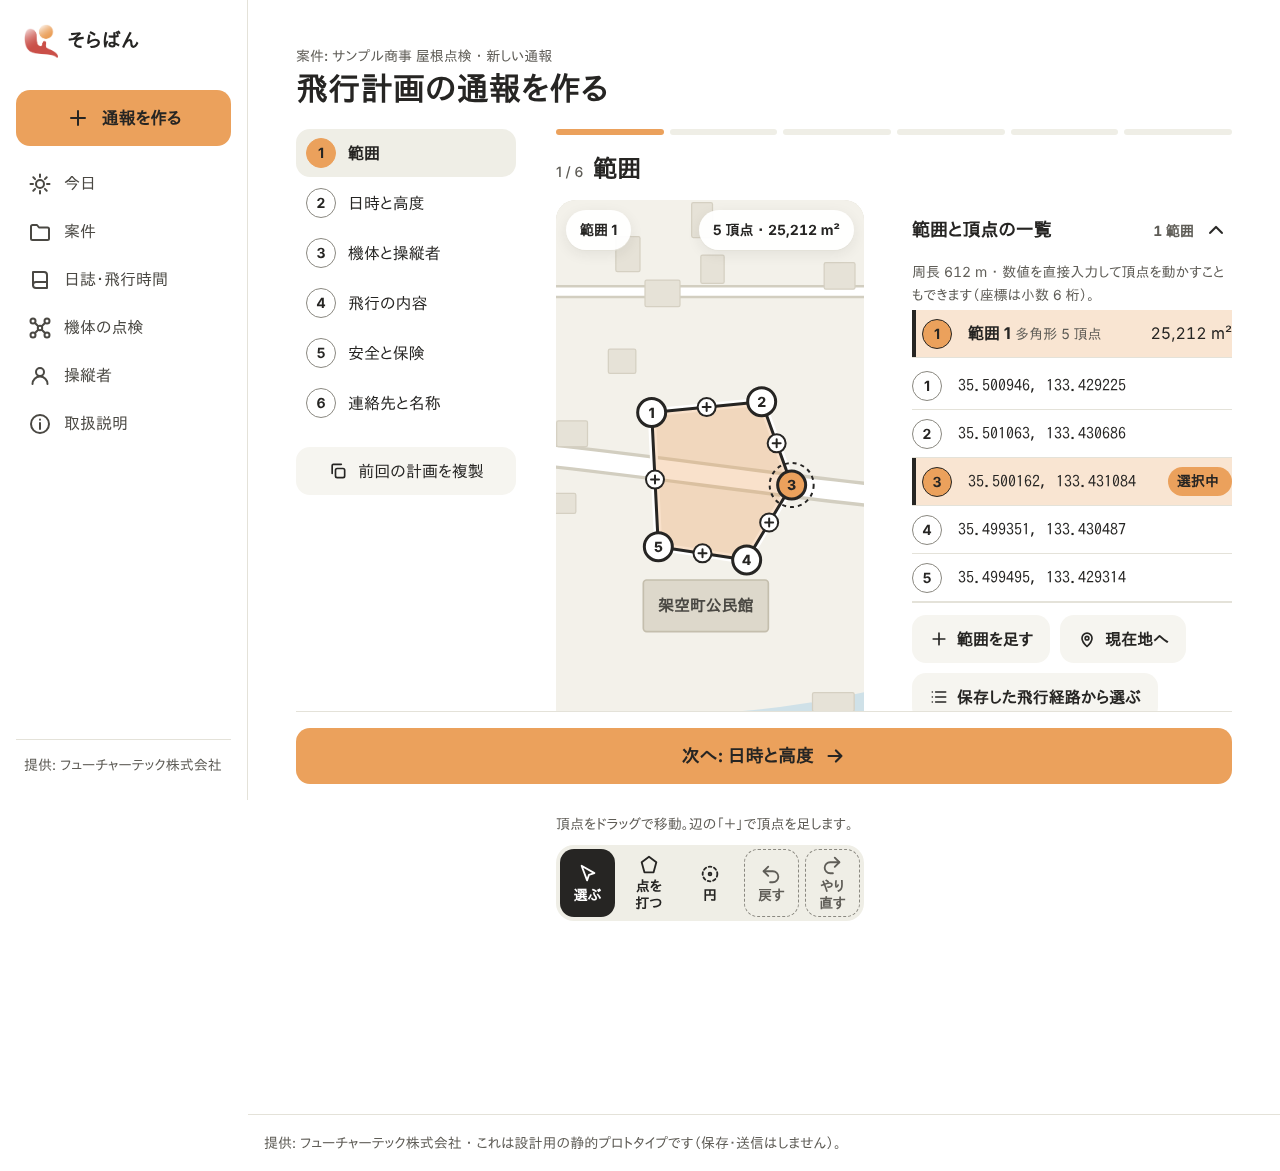 そらばん
通報を作る
今日
案件
日誌・飛行時間
機体の点検
操縦者
取扱説明
提供: フューチャーテック株式会社
案件: サンプル商事 屋根点検 · 新しい通報
飛行計画の通報を作る
1 範囲
2 日時と高度
3 機体と操縦者
4 飛行の内容
5 安全と保険
6 連絡先と名称
前回の計画を複製
1 / 6 範囲
範囲 1
5 頂点 · 25,212 m²
1
2
3
4
5
架空町公民館
範囲と頂点の一覧
1 範囲
周長 612 m · 数値を直接入力して頂点を動かすこと
もできます（座標は小数 6 桁）。
1 範囲 1 多角形 5 頂点 25,212 m²
1 35.500946, 133.429225
2 35.501063, 133.430686
3 35.500162, 133.431084 選択中
4 35.499351, 133.430487
5 35.499495, 133.429314
範囲を足す
現在地へ
保存した飛行経路から選ぶ
次へ: 日時と高度
頂点をドラッグで移動。辺の「＋」で頂点を足します。
選ぶ
点を
打つ
円
戻す
やり
直す
提供: フューチャーテック株式会社 · これは設計用の静的プロトタイプです（保存・送信はしません）。